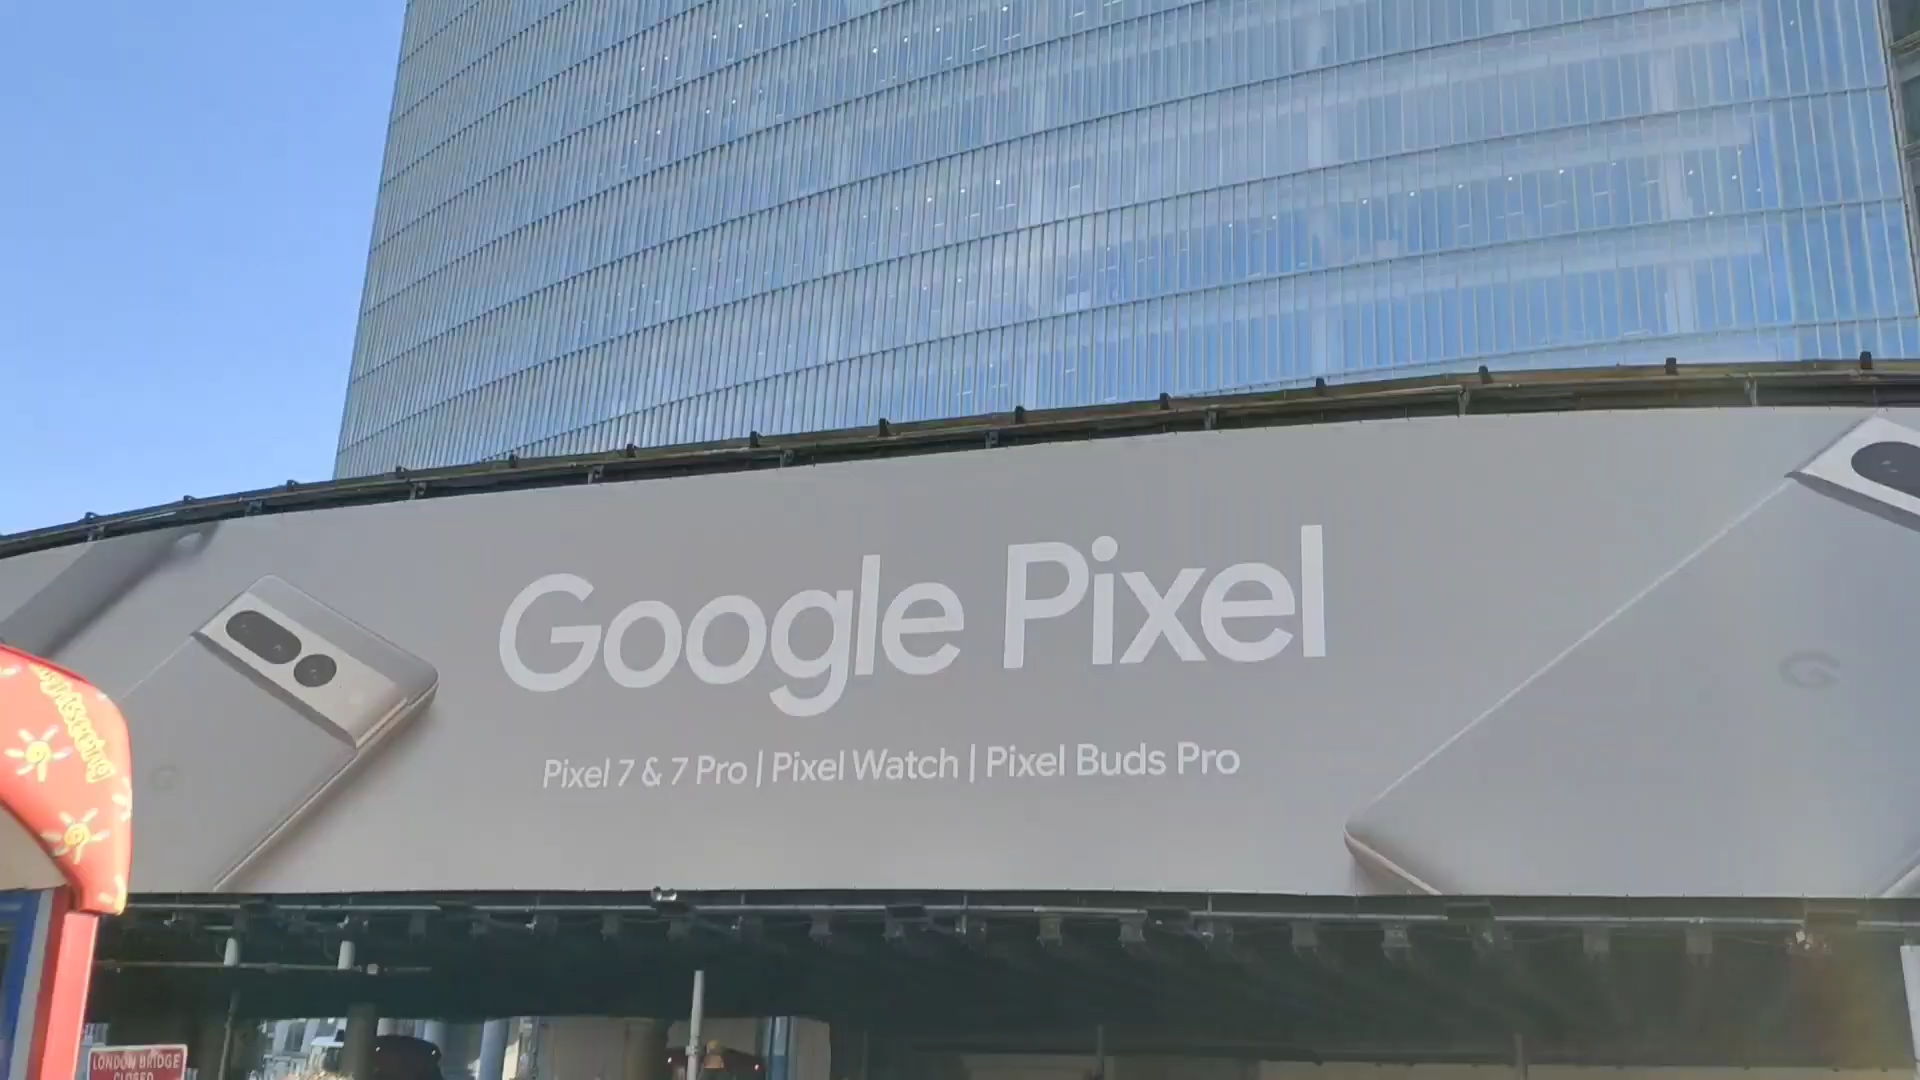 Google Pixel
Pixel 7 & 7 Pro | Pixel Watch | Pixel Buds Pro
LONDON BRIDGE
CLOSED